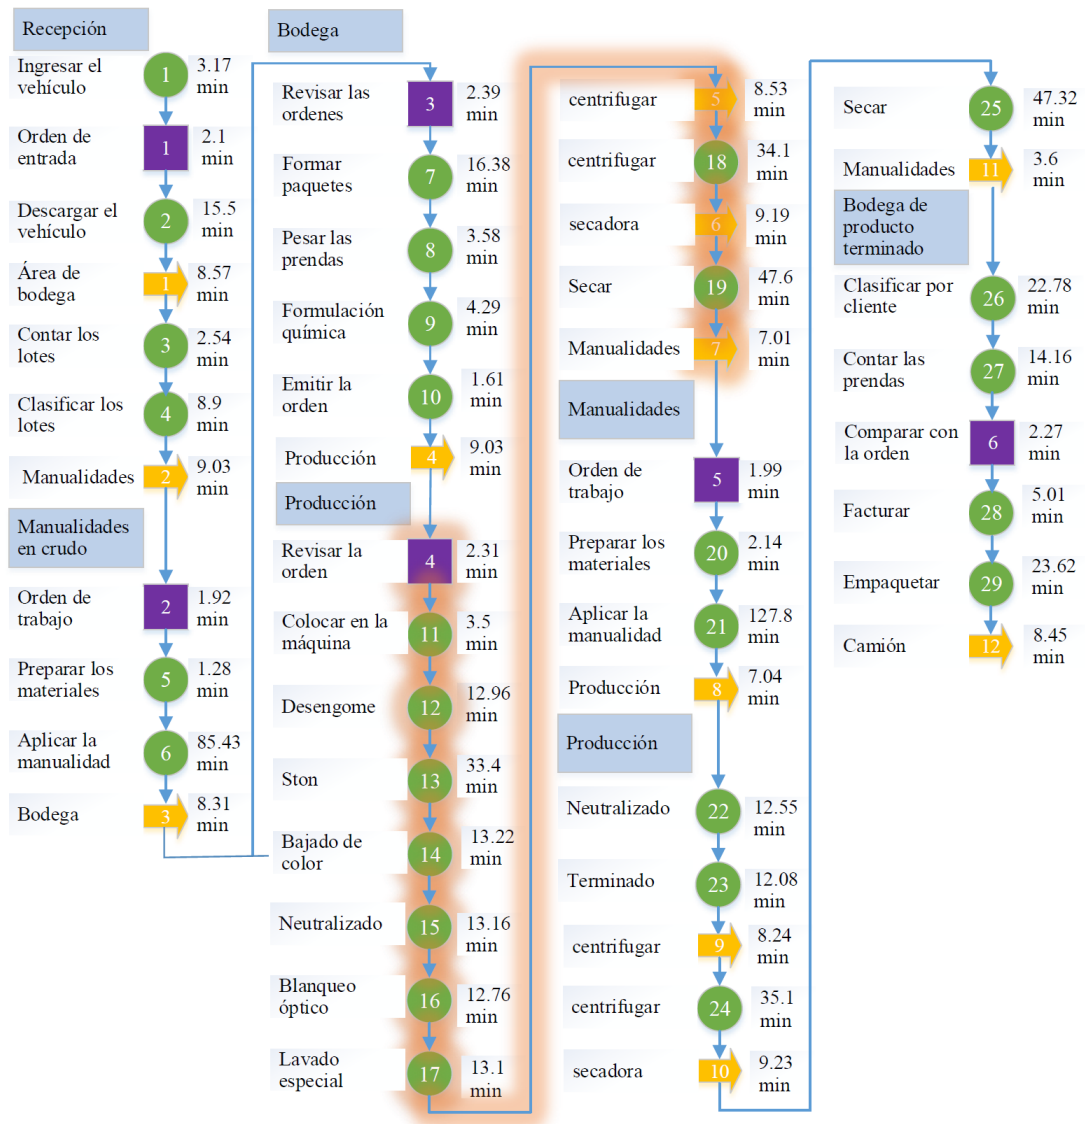 Recepción
Ingresar el
vehículo
1
3.17
min
Orden de
entrada
1
2.1
min
Descargar el
vehículo
2
15.5
min
Área de
bodega
1
8.57
min
Contar los
lotes
3
2.54
min
Clasificar los
lotes
4
8.9
min
Manualidades
2
9.03
min
Manualidades
en crudo
Orden de
trabajo
2
1.92
min
Preparar los
materiales
5
1.28
min
Aplicar la
manualidad
6
85.43
min
Bodega
3
8.31
min
Bodega
Revisar las
ordenes
3
2.39
min
Formar
paquetes
7
16.38
min
Pesar las
prendas
8
3.58
min
Formulación
química
9
4.29
min
Emitir la
orden
10
1.61
min
Producción
4
9.03
min
Producción
Revisar la
orden
4
2.31
min
Colocar en la
máquina
11
3.5
min
Desengome
12
12.96
min
Ston
13
33.4
min
Bajado de
color
14
13.22
min
Neutralizado
15
13.16
min
Blanqueo
óptico
16
12.76
min
Lavado
especial
17
13.1
min
centrifugar
5
8.53
min
centrifugar
18
34.1
min
secadora
6
9.19
min
Secar
19
47.6
min
Manualidades
7
7.01
min
Manualidades
Orden de
trabajo
5
1.99
min
Preparar los
materiales
20
2.14
min
Aplicar la
manualidad
21
127.8
min
Producción
8
7.04
min
Producción
Neutralizado
22
12.55
min
Terminado
23
12.08
min
centrifugar
9
8.24
min
centrifugar
24
35.1
min
secadora
10
9.23
min
Secar
25
47.32
min
Manualidades
11
3.6
min
Bodega de
producto
terminado
Clasificar por
cliente
26
22.78
min
Contar las
prendas
27
14.16
min
Comparar con
la orden
6
2.27
min
Facturar
28
5.01
min
Empaquetar
29
23.62
min
Camión
12
8.45
min